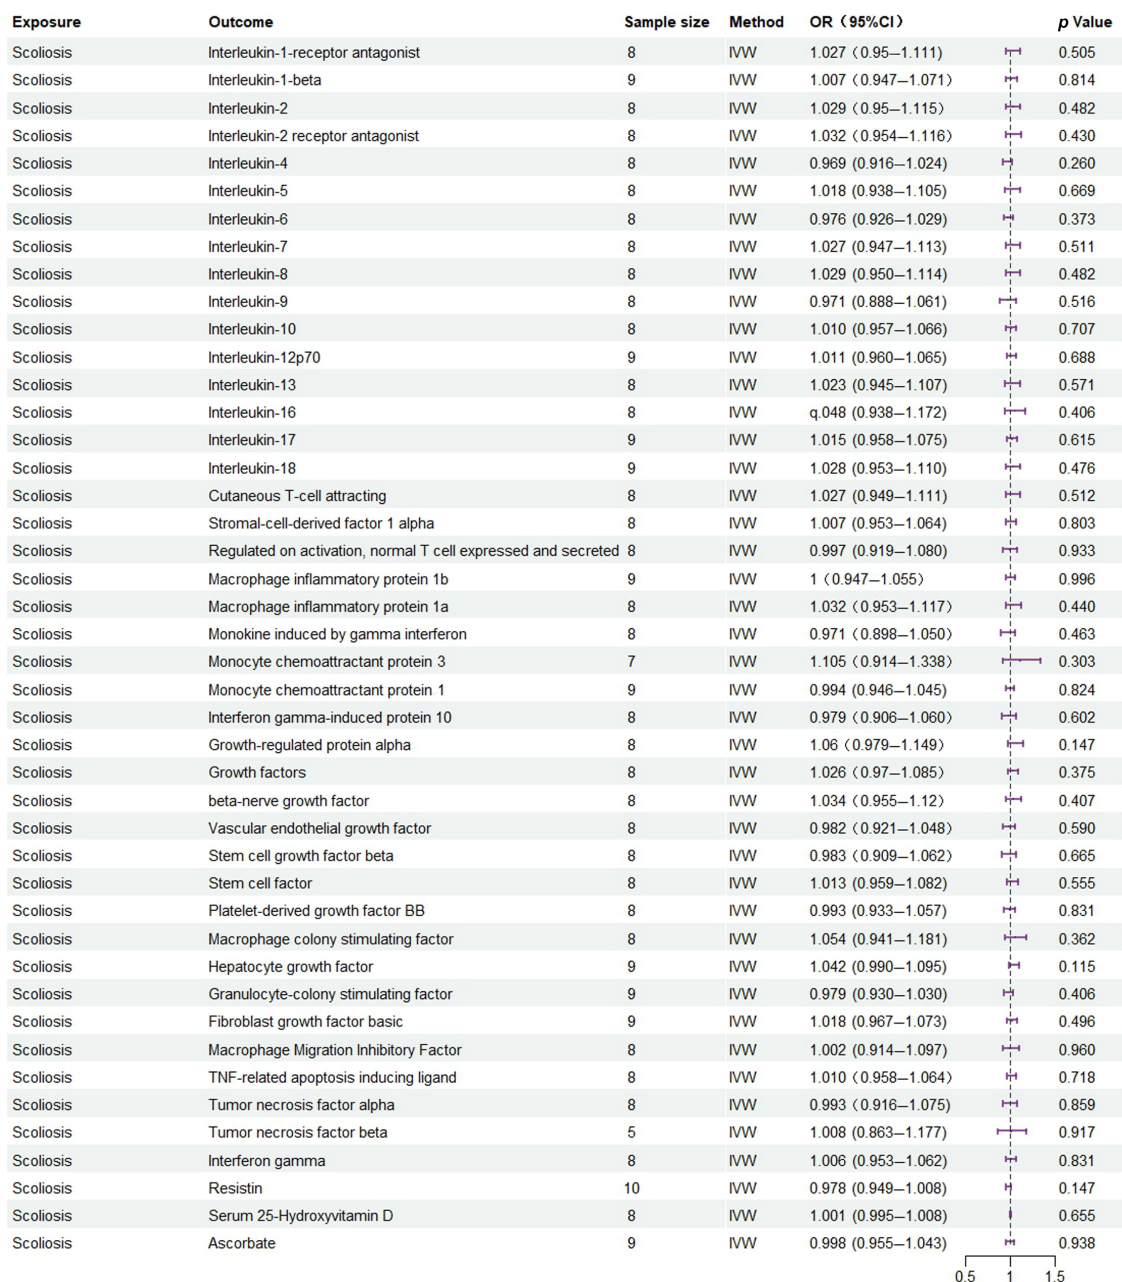 Exposure Outcome Sample size Method OR（95%CI） p Value
Scoliosis Interleukin-1-receptor antagonist 8 IVW 1.027（0.95—1.111) 0.505
Scoliosis Interleukin-1-beta 9 IVW 1.007（0.947—1.071） 0.814
Scoliosis Interleukin-2 8 IVW 1.029（0.95—1.115） 0.482
Scoliosis Interleukin-2 receptor antagonist 8 IVW 1.032（0.954—1.116） 0.430
Scoliosis Interleukin-4 8 IVW 0.969 (0.916—1.024) 0.260
Scoliosis Interleukin-5 8 IVW 1.018 (0.938—1.105) 0.669
Scoliosis Interleukin-6 8 IVW 0.976 (0.926—1.029) 0.373
Scoliosis Interleukin-7 8 IVW 1.027 (0.947—1.113) 0.511
Scoliosis Interleukin-8 8 IVW 1.029 (0.950—1.114) 0.482
Scoliosis Interleukin-9 8 IVW 0.971 (0.888—1.061) 0.516
Scoliosis Interleukin-10 8 IVW 1.010 (0.957—1.066) 0.707
Scoliosis Interleukin-12p70 9 IVW 1.011 (0.960—1.065) 0.688
Scoliosis Interleukin-13 8 IVW 1.023 (0.945—1.107) 0.571
Scoliosis Interleukin-16 8 IVW q.048 (0.938—1.172) 0.406
Scoliosis Interleukin-17 9 IVW 1.015 (0.958—1.075) 0.615
Scoliosis Interleukin-18 9 IVW 1.028 (0.953—1.110) 0.476
Scoliosis Cutaneous T-cell attracting 8 IVW 1.027 (0.949—1.111) 0.512
Scoliosis Stromal-cell-derived factor 1 alpha 8 IVW 1.007 (0.953—1.064) 0.803
Scoliosis Regulated on activation, normal T cell expressed and secreted 8 IVW 0.997 (0.919—1.080) 0.933
Scoliosis Macrophage inflammatory protein 1b 9 IVW 1（0.947—1.055） 0.996
Scoliosis Macrophage inflammatory protein 1a 8 IVW 1.032（0.953—1.117） 0.440
Scoliosis Monokine induced by gamma interferon 8 IVW 0.971 (0.898—1.050) 0.463
Scoliosis Monocyte chemoattractant protein 3 7 IVW 1.105 (0.914—1.338) 0.303
Scoliosis Monocyte chemoattractant protein 1 9 IVW 0.994 (0.946—1.045) 0.824
Scoliosis Interferon gamma-induced protein 10 8 IVW 0.979 (0.906—1.060) 0.602
Scoliosis Growth-regulated protein alpha 8 IVW 1.06（0.979—1.149） 0.147
Scoliosis Growth factors 8 IVW 1.026（0.97—1.085） 0.375
Scoliosis beta-nerve growth factor 8 IVW 1.034（0.955—1.12） 0.407
Scoliosis Vascular endothelial growth factor 8 IVW 0.982（0.921—1.048） 0.590
Scoliosis Stem cell growth factor beta 8 IVW 0.983（0.909—1.062） 0.665
Scoliosis Stem cell factor 8 IVW 1.013 (0.959—1.082) 0.555
Scoliosis Platelet-derived growth factor BB 8 IVW 0.993 (0.933—1.057) 0.831
Scoliosis Macrophage colony stimulating factor 8 IVW 1.054 (0.941—1.181) 0.362
Scoliosis Hepatocyte growth factor 9 IVW 1.042 (0.990—1.095) 0.115
Scoliosis Granulocyte-colony stimulating factor 9 IVW 0.979 (0.930—1.030) 0.406
Scoliosis Fibroblast growth factor basic 9 IVW 1.018 (0.967—1.073) 0.496
Scoliosis Macrophage Migration Inhibitory Factor 8 IVW 1.002 (0.914—1.097) 0.960
Scoliosis TNF-related apoptosis inducing ligand 8 IVW 1.010（0.958—1.064） 0.718
Scoliosis Tumor necrosis factor alpha 8 IVW 0.993（0.916—1.075) 0.859
Scoliosis Tumor necrosis factor beta 5 IVW 1.008 (0.863—1.177) 0.917
Scoliosis Interferon gamma 8 IVW 1.006 (0.953—1.062) 0.831
Scoliosis Resistin 10 IVW 0.978 (0.949—1.008) 0.147
Scoliosis Serum 25-Hydroxyvitamin D 8 IVW 1.001 (0.995—1.008) 0.655
Scoliosis Ascorbate 9 IVW 0.998 (0.955—1.043) 0.938
0.5 1 1.5